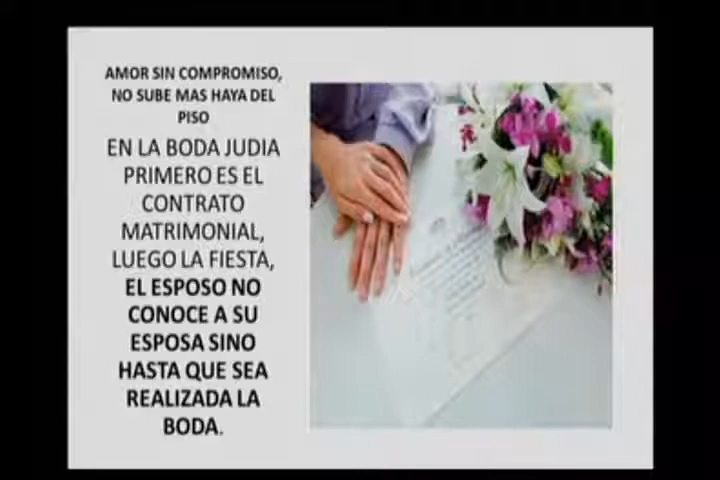 AMOR SIN COMPROMISO,
NO SUBE MAS HAYA DEL
PISO
EN LA BODA JUDIA
PRIMERO ES EL
CONTRATO
MATRIMONIAL,
LUEGO LA FIESTA,
EL ESPOSO NO
CONOCE A SU
ESPOSA SINO
HASTA QUE SEA
REALIZADA LA
BODA.